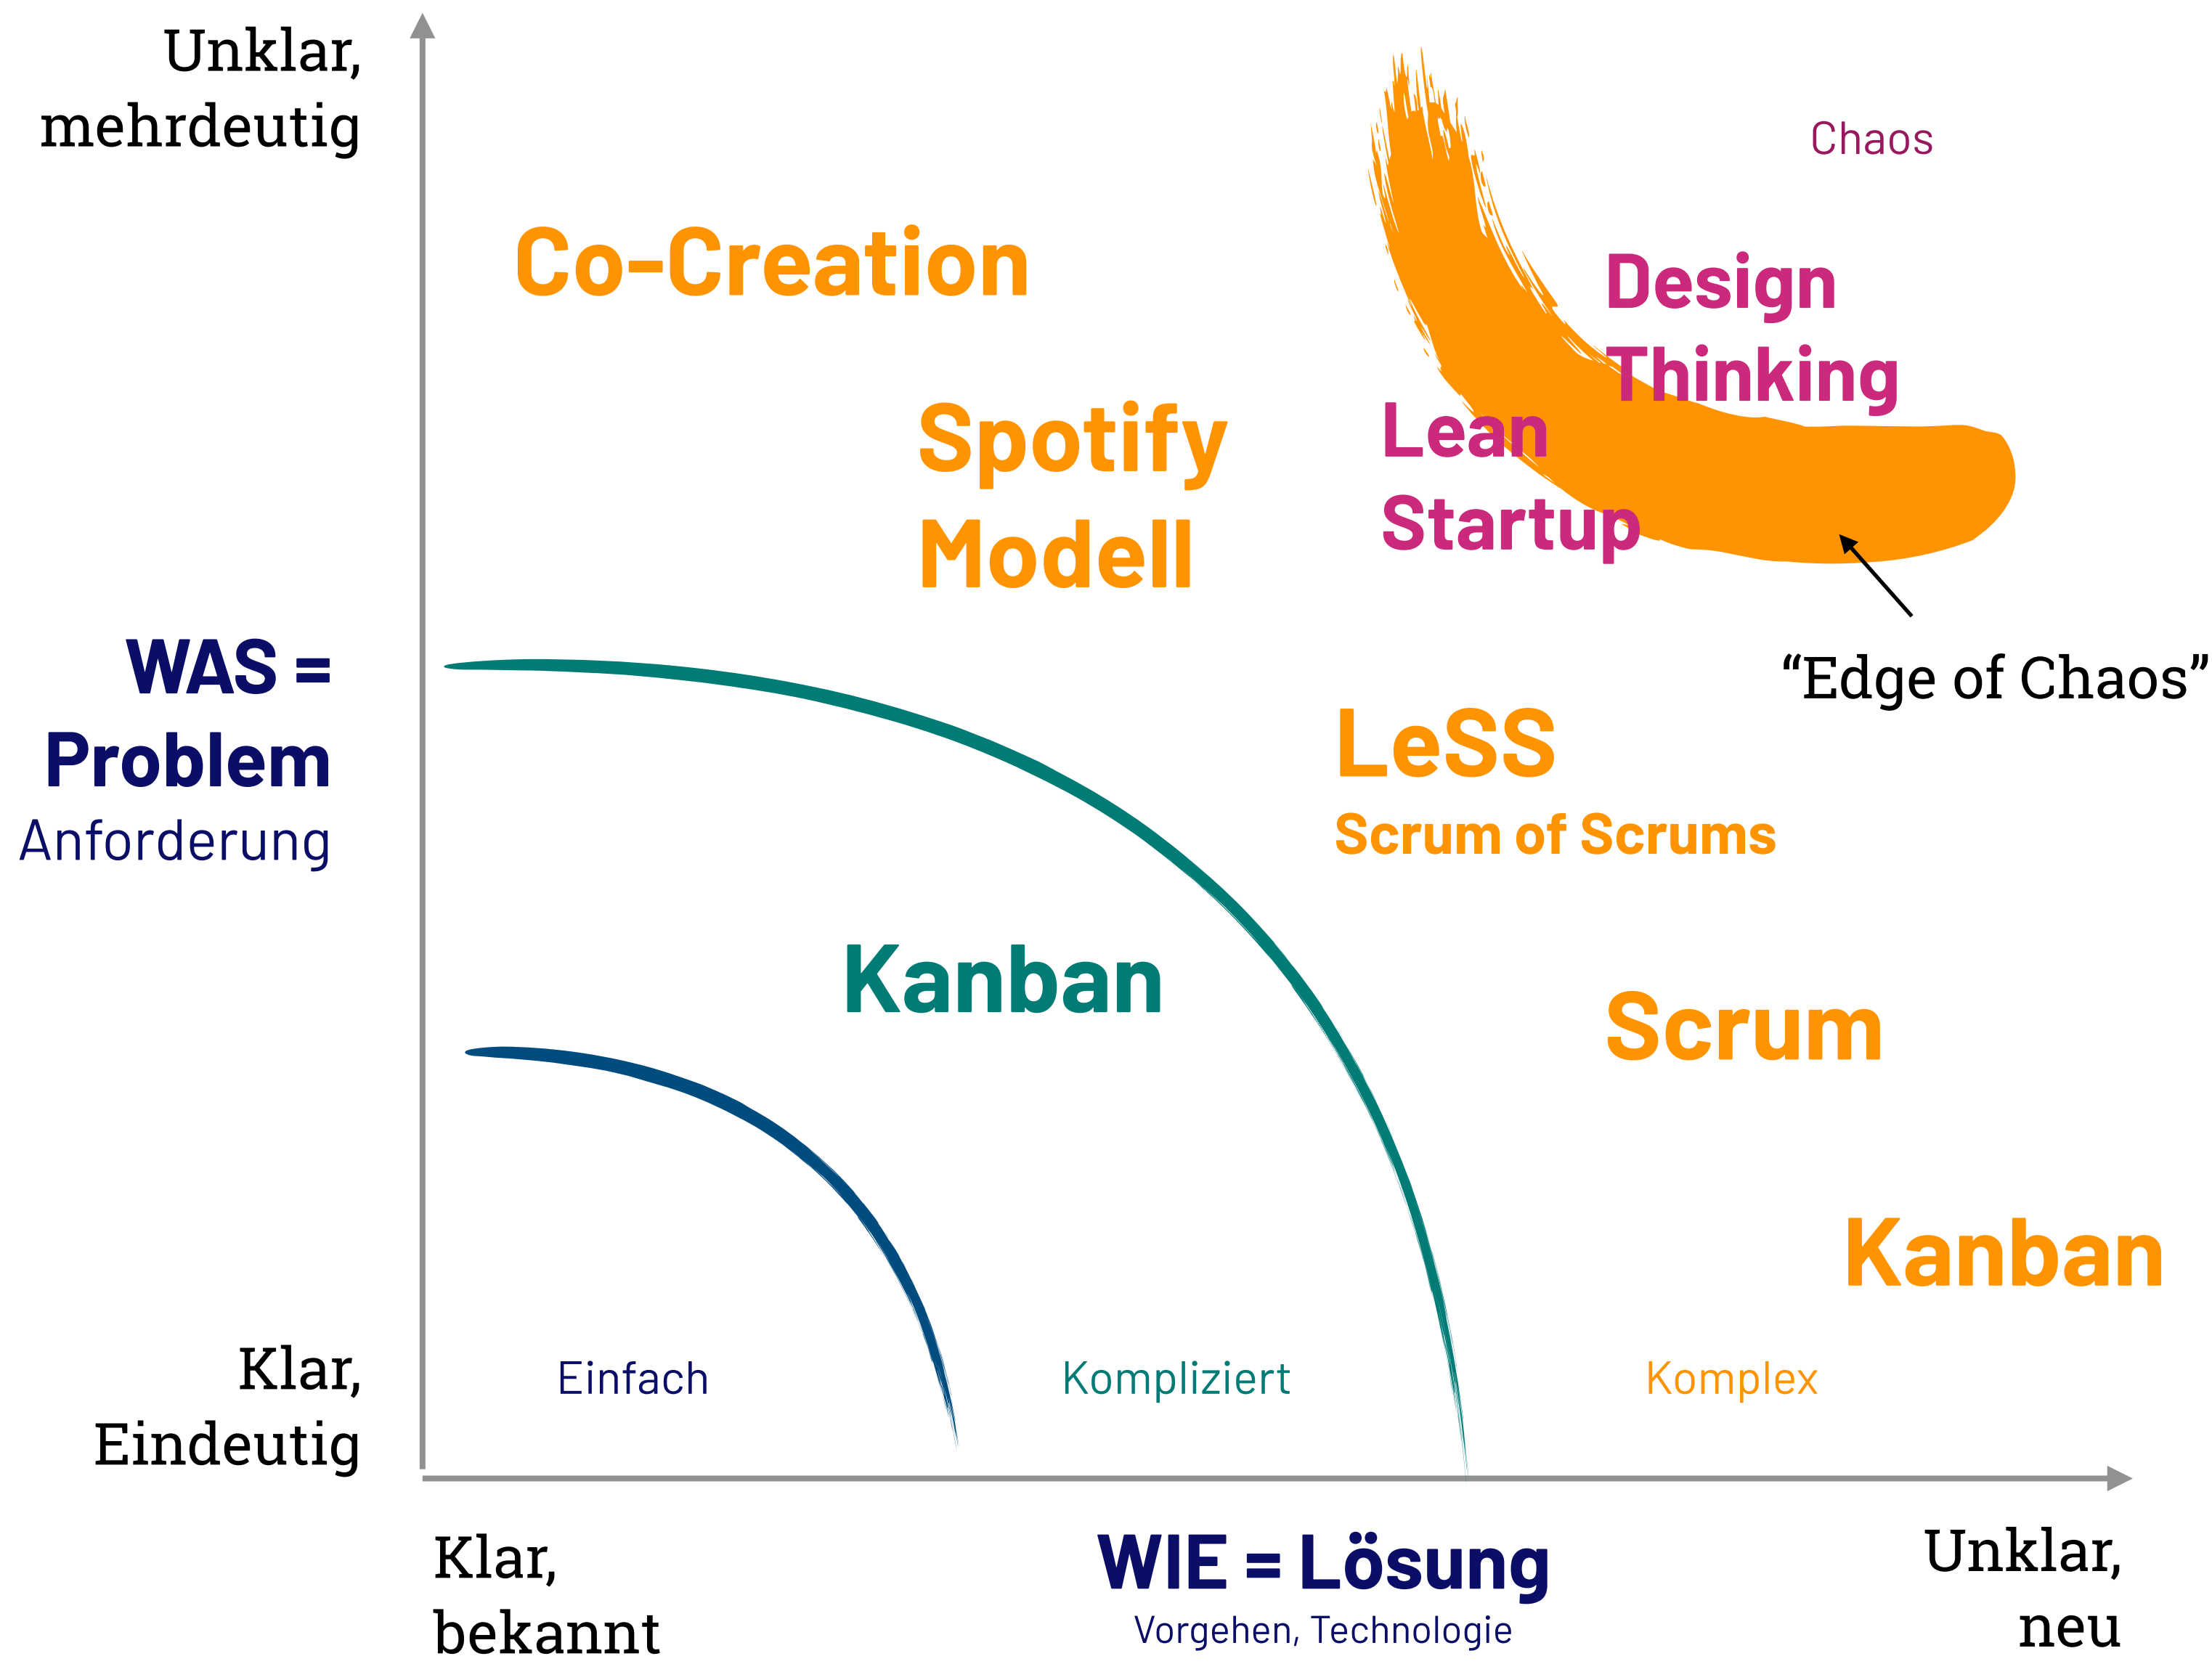 Unklar,
mehrdeutig
Chaos
Co-Creation
Design
Thinking
Spotify
Modell
Lean
Startup
WAS =
Problem
Anforderung
“Edge of Chaos”
LeSS
Scrum of Scrums
Kanban
Scrum
Kanban
Klar,
Eindeutig
Einfach
Kompliziert
Komplex
Klar,
bekannt
WIE = Lösung
Vorgehen, Technologie
Unklar,
neu